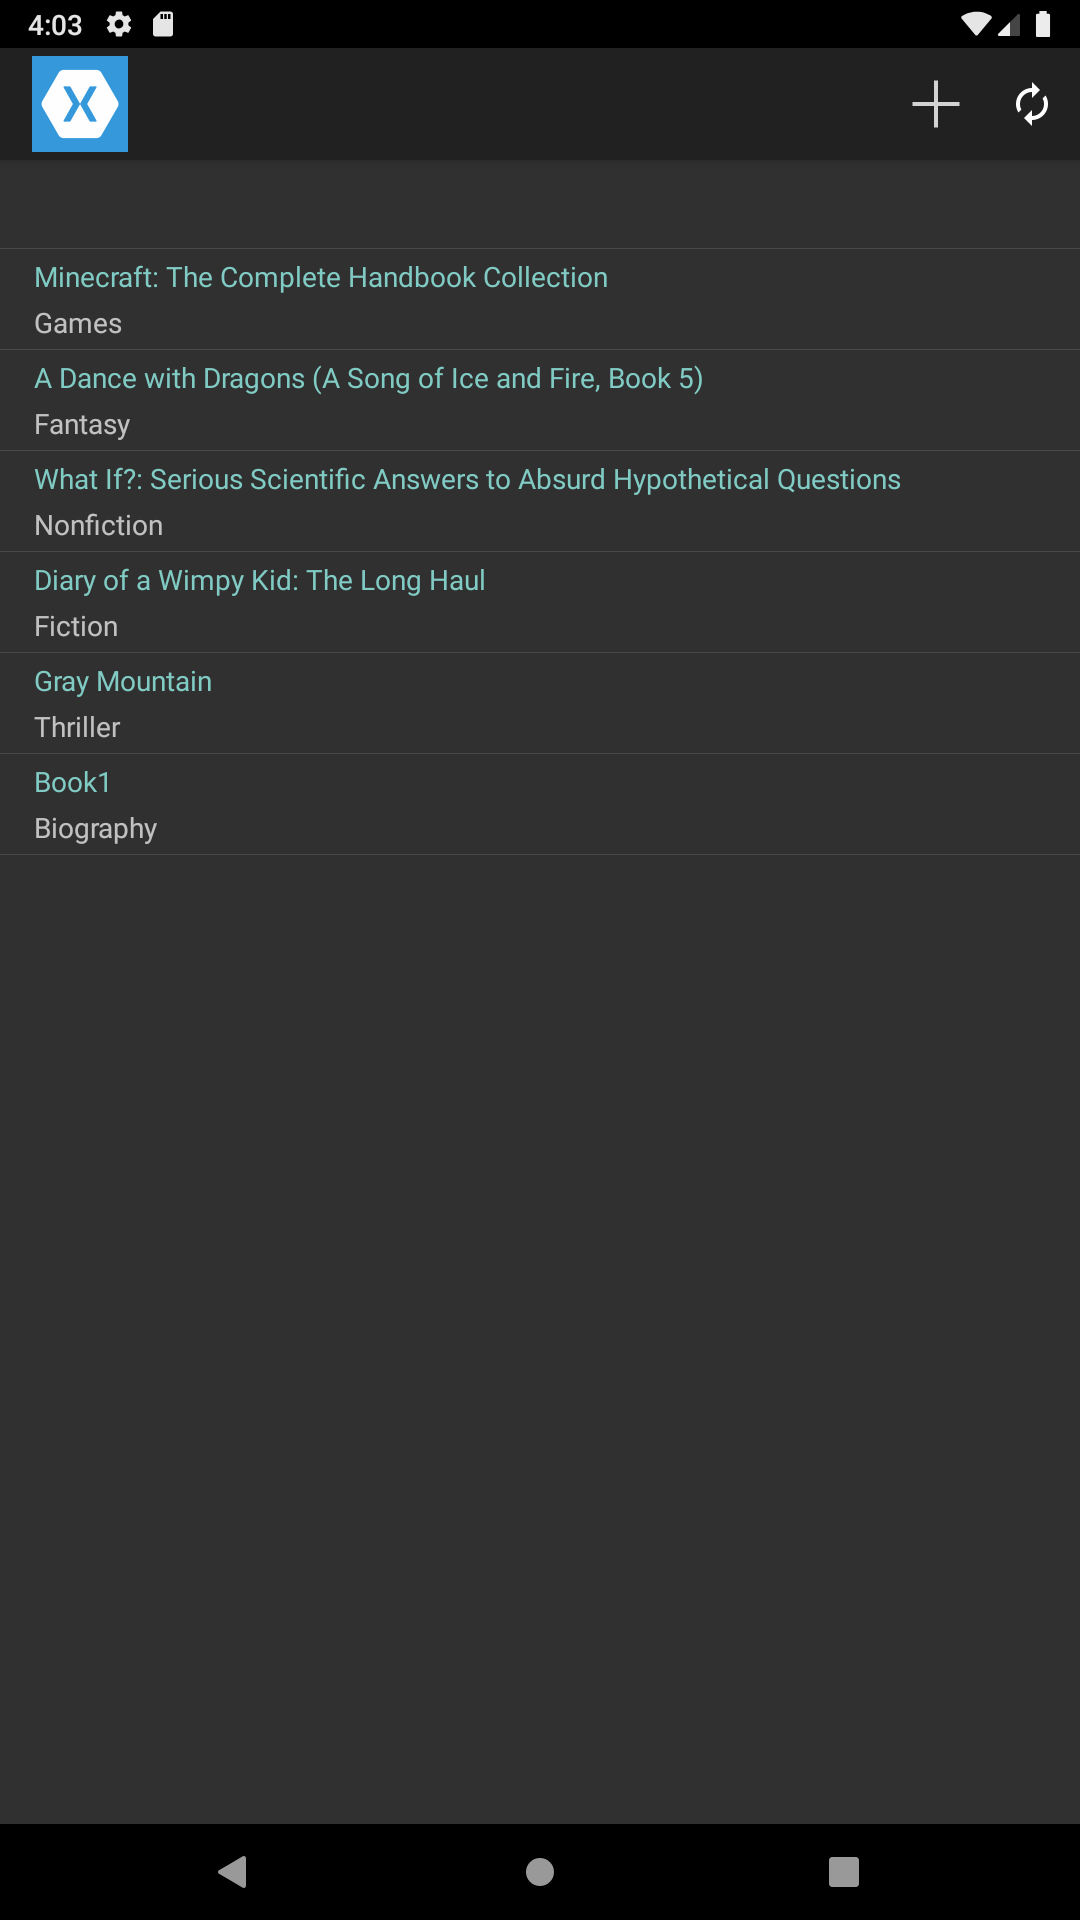 4:03
X
Minecraft: The Complete Handbook Collection
Games
A Dance with Dragons (A Song of Ice and Fire, Book 5)
Fantasy
What If?: Serious Scientific Answers to Absurd Hypothetical Questions
Nonfiction
Diary of a Wimpy Kid: The Long Haul
Fiction
Gray Mountain
Thriller
Book1
Biography